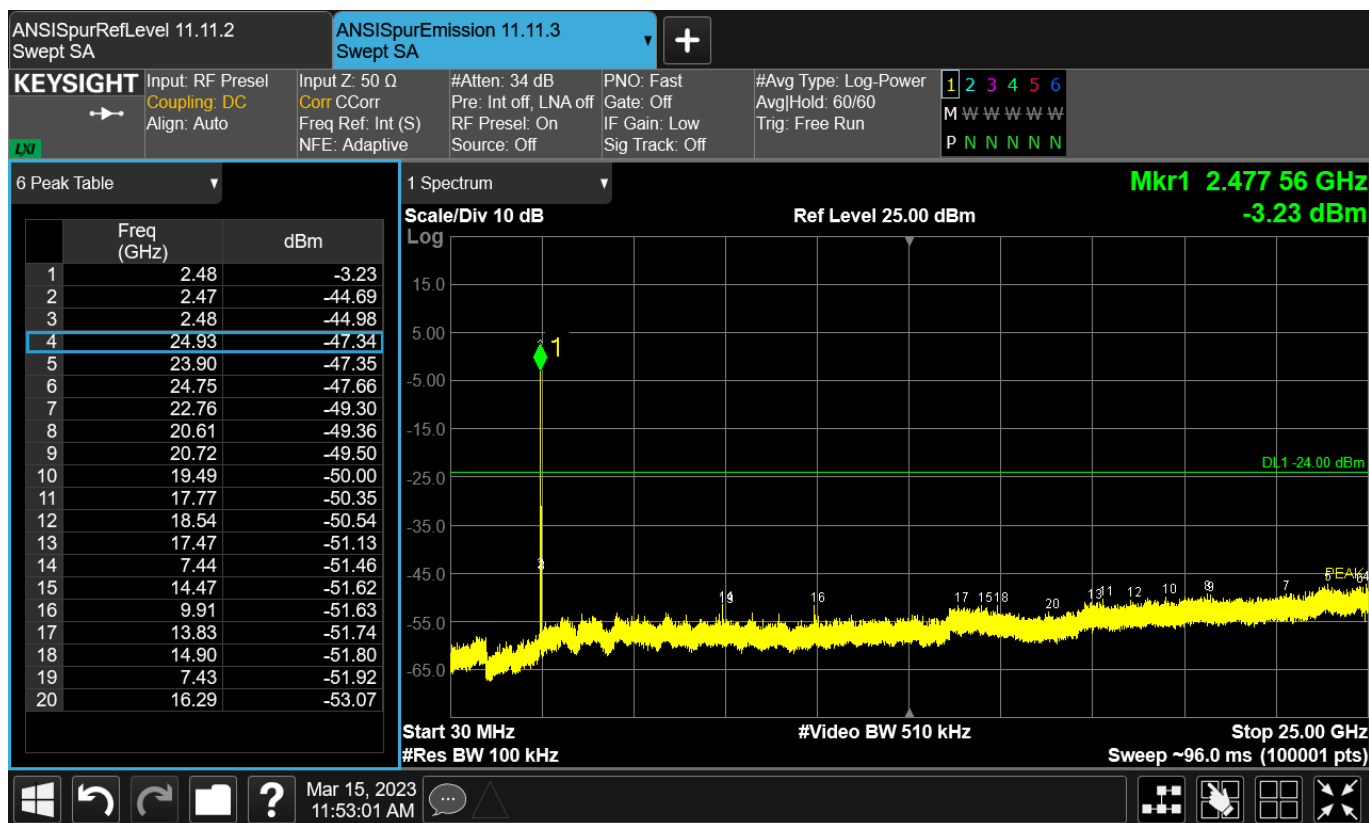 ANSISpurRefLevel 11.11.2
Swept SA
ANSISpurEmission 11.11.3
Swept SA
KEYSIGHT
LXI
Input: RF Presel
Coupling: DC
Align: Auto
Input Z: 50 Ω
Corr CCorr
Freq Ref: Int (S)
NFE: Adaptive
#Atten: 34 dB
Pre: Int off, LNA off
RF Presel: On
Source: Off
PNO: Fast
Gate: Off
IF Gain: Low
Sig Track: Off
#Avg Type: Log-Power
Avg|Hold: 60/60
Trig: Free Run
1 2 3 4 5 6
M W W W W W
P N N N N N
6 Peak Table
Freq (GHz) dBm
1 2.48 -3.23
2 2.47 -44.69
3 2.48 -44.98
4 24.93 -47.34
5 23.90 -47.35
6 24.75 -47.66
7 22.76 -49.30
8 20.61 -49.36
9 20.72 -49.50
10 19.49 -50.00
11 17.77 -50.35
12 18.54 -50.54
13 17.47 -51.13
14 7.44 -51.46
15 14.47 -51.62
16 9.91 -51.63
17 13.83 -51.74
18 14.90 -51.80
19 7.43 -51.92
20 16.29 -53.07
1 Spectrum
Mkr1 2.477 56 GHz
-3.23 dBm
Scale/Div 10 dB
Ref Level 25.00 dBm
Log
15.0
5.00
1
-5.00
-15.0
DL1 -24.00 dBm
-25.0
-35.0
-45.0
PEAK
16 17 15 18 20 13 11 12 10 7
-55.0
-65.0
Start 30 MHz
#Video BW 510 kHz
Stop 25.00 GHz
#Res BW 100 kHz
Sweep ~96.0 ms (100001 pts)
?
Mar 15, 2023
11:53:01 AM